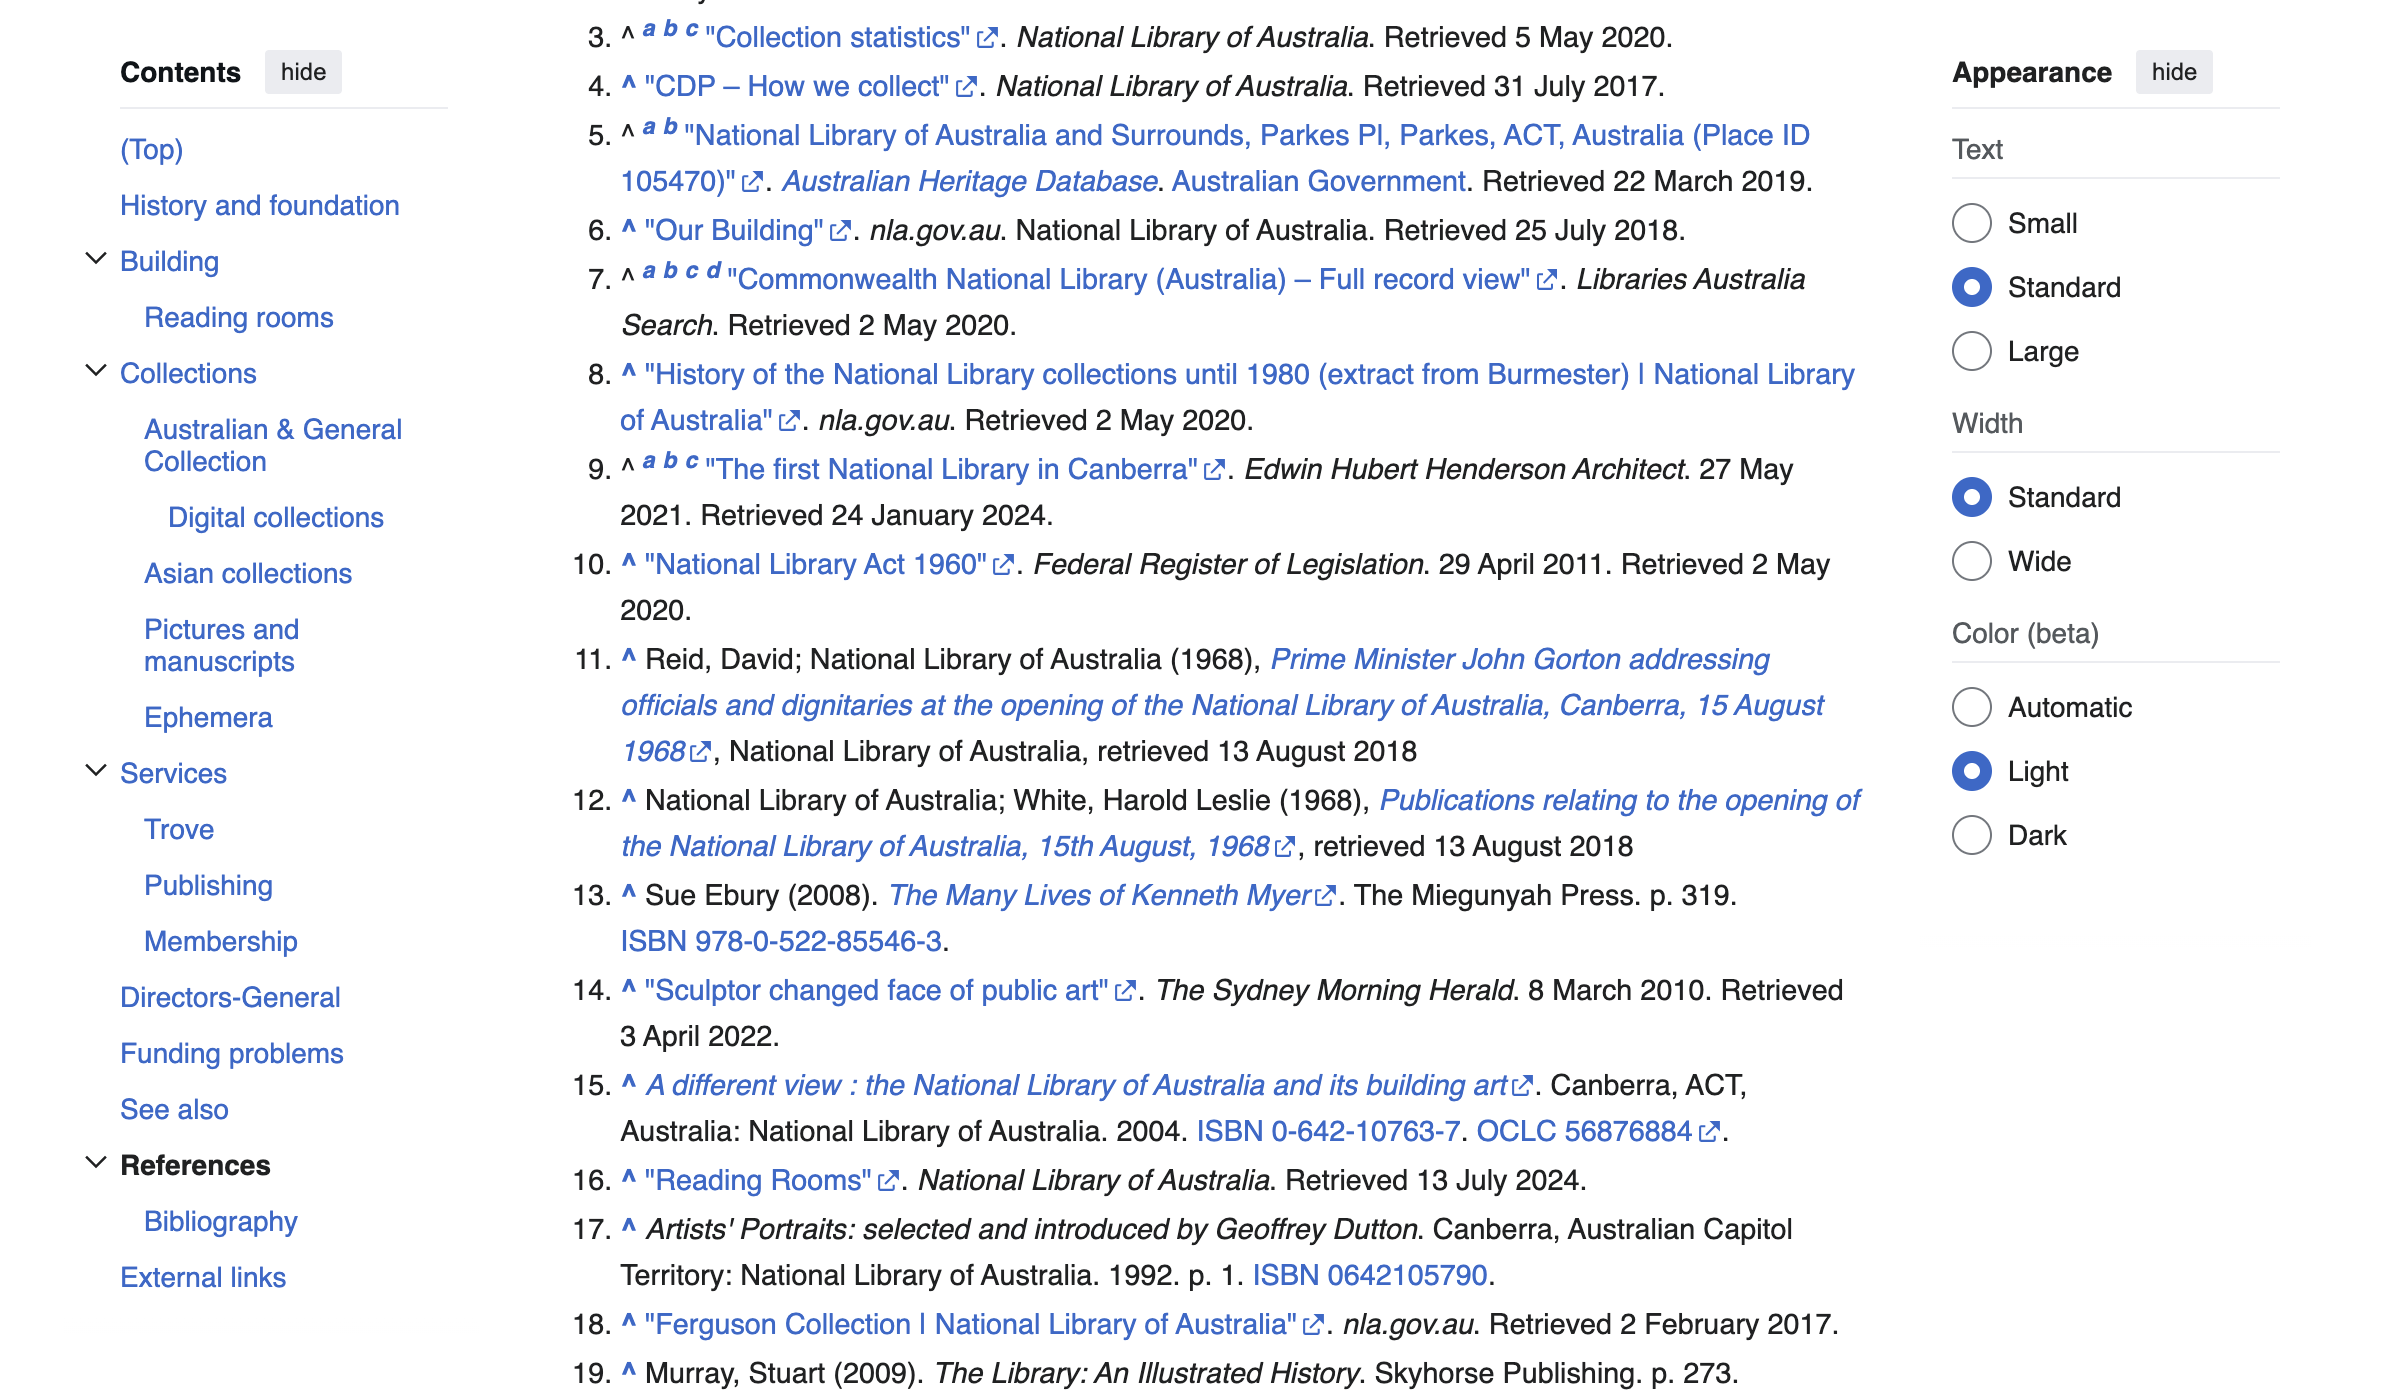 Contents hide
(Top)
History and foundation
Building
Reading rooms
Collections
Australian & General
Collection
Digital collections
Asian collections
Pictures and
manuscripts
Ephemera
Services
Trove
Publishing
Membership
Directors-General
Funding problems
See also
References
Bibliography
External links
3. ^ a b c "Collection statistics". National Library of Australia. Retrieved 5 May 2020.
4. ^ "CDP – How we collect". National Library of Australia. Retrieved 31 July 2017.
5. ^ a b "National Library of Australia and Surrounds, Parkes Pl, Parkes, ACT, Australia (Place ID
105470)". Australian Heritage Database. Australian Government. Retrieved 22 March 2019.
6. ^ "Our Building". nla.gov.au. National Library of Australia. Retrieved 25 July 2018.
7. ^ a b c d "Commonwealth National Library (Australia) – Full record view". Libraries Australia
Search. Retrieved 2 May 2020.
8. ^ "History of the National Library collections until 1980 (extract from Burmester) | National Library
of Australia". nla.gov.au. Retrieved 2 May 2020.
9. ^ a b c "The first National Library in Canberra". Edwin Hubert Henderson Architect. 27 May
2021. Retrieved 24 January 2024.
10. ^ "National Library Act 1960". Federal Register of Legislation. 29 April 2011. Retrieved 2 May
2020.
11. ^ Reid, David; National Library of Australia (1968), Prime Minister John Gorton addressing
officials and dignitaries at the opening of the National Library of Australia, Canberra, 15 August
1968, National Library of Australia, retrieved 13 August 2018
12. ^ National Library of Australia; White, Harold Leslie (1968), Publications relating to the opening of
the National Library of Australia, 15th August, 1968, retrieved 13 August 2018
13. ^ Sue Ebury (2008). The Many Lives of Kenneth Myer. The Miegunyah Press. p. 319.
ISBN 978-0-522-85546-3.
14. ^ "Sculptor changed face of public art". The Sydney Morning Herald. 8 March 2010. Retrieved
3 April 2022.
15. ^ A different view : the National Library of Australia and its building art. Canberra, ACT,
Australia: National Library of Australia. 2004. ISBN 0-642-10763-7. OCLC 56876884.
16. ^ "Reading Rooms". National Library of Australia. Retrieved 13 July 2024.
17. ^ Artists' Portraits: selected and introduced by Geoffrey Dutton. Canberra, Australian Capitol
Territory: National Library of Australia. 1992. p. 1. ISBN 0642105790.
18. ^ "Ferguson Collection | National Library of Australia". nla.gov.au. Retrieved 2 February 2017.
19. ^ Murray, Stuart (2009). The Library: An Illustrated History. Skyhorse Publishing. p. 273.
Appearance hide
Text
Small
Standard
Large
Width
Standard
Wide
Color (beta)
Automatic
Light
Dark